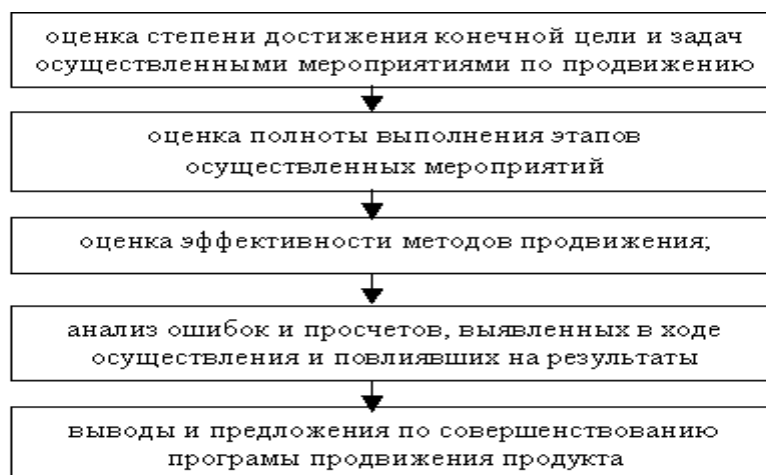 оценка степени достижения конечной цели и задач
осуществленными мероприятиями по продвижению
оценка полноты выполнения этапов
осуществленных мероприятий
оценка эффективности методов продвижения;
анализ ошибок и просчетов, выявленных в ходе
осуществления и повлиявших на результаты
выводы и предложения по совершенствованию
програмы продвижения продукта